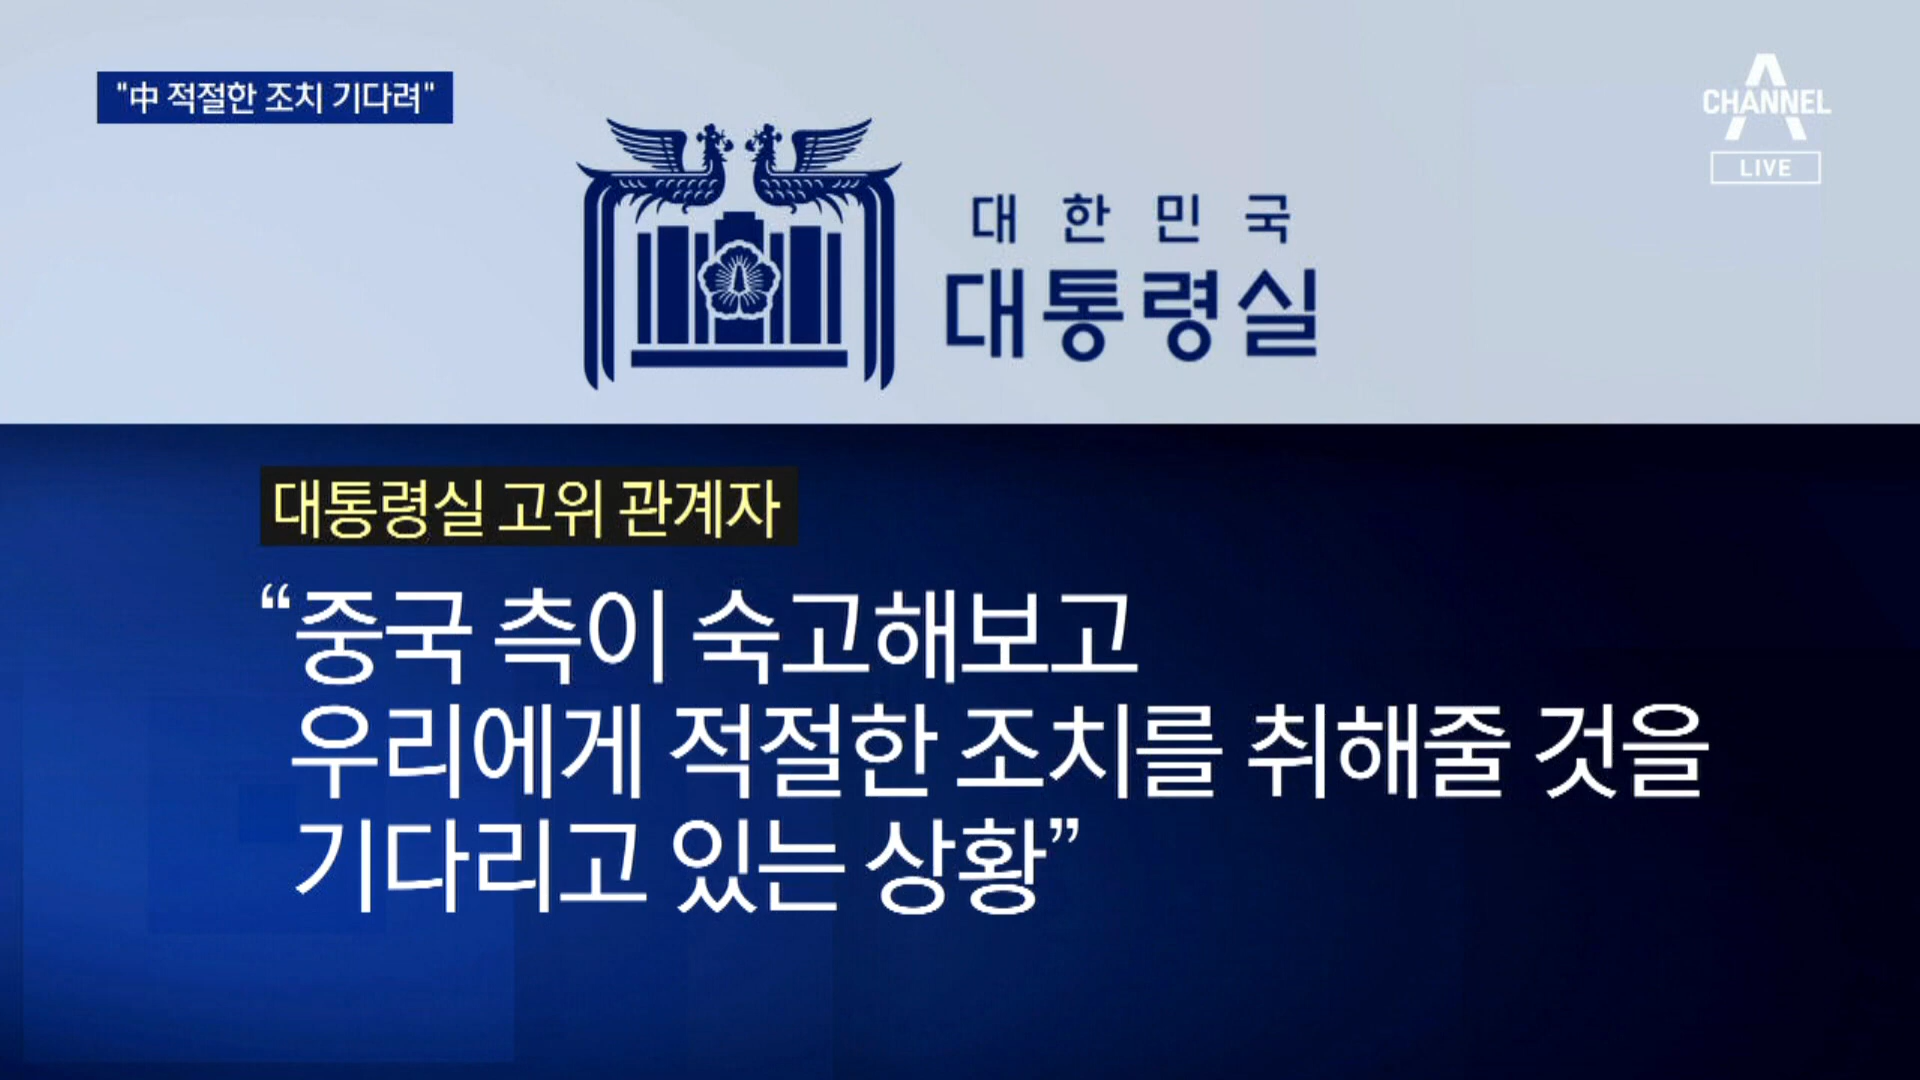 "中 적절한 조치 기다려"
CHANNEL A
LIVE
대한민국
대통령실
대통령실 고위 관계자
“중국 측이 숙고해보고
우리에게 적절한 조치를 취해줄 것을
기다리고 있는 상황”